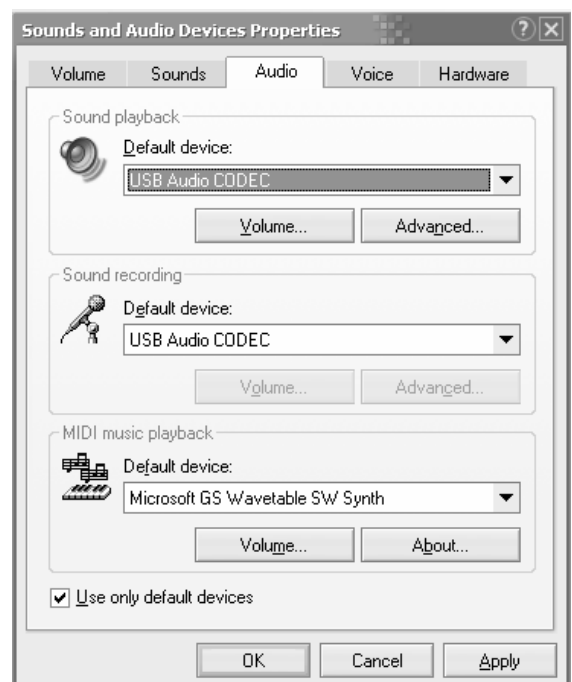 Sounds and Audio Devices Properties
Volume Sounds Audio Voice Hardware
Sound playback
Default device:
USB Audio CODEC
Volume... Advanced...
Sound recording
Default device:
USB Audio CODEC
Volume... Advanced...
MIDI music playback
Default device:
Microsoft GS Wavetable SW Synth
Volume... About...
Use only default devices
OK Cancel Apply